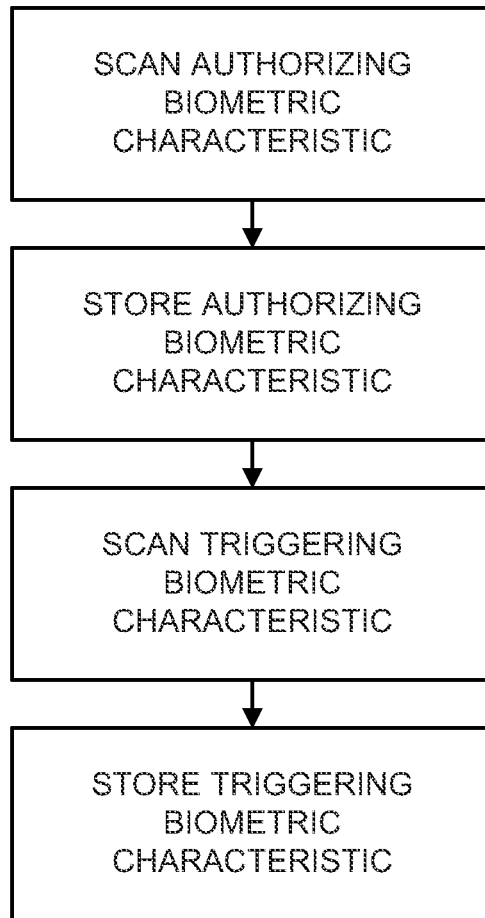 SCAN AUTHORIZING
BIOMETRIC
CHARACTERISTIC
STORE AUTHORIZING
BIOMETRIC
CHARACTERISTIC
SCAN TRIGGERING
BIOMETRIC
CHARACTERISTIC
STORE TRIGGERING
BIOMETRIC
CHARACTERISTIC